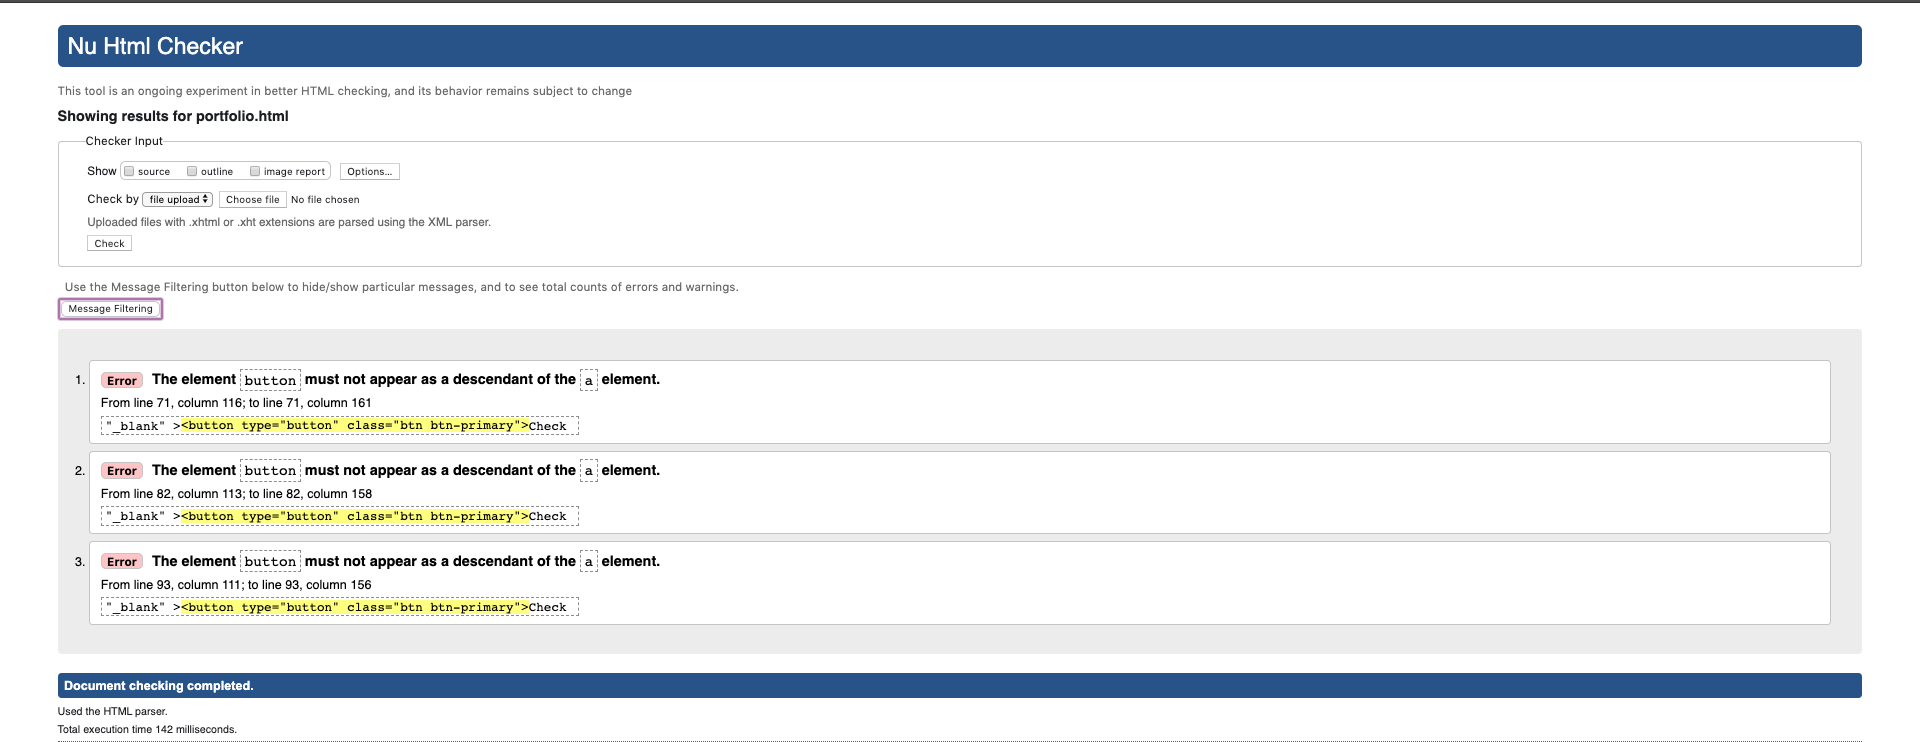 Nu Html Checker
This tool is an ongoing experiment in better HTML checking, and its behavior remains subject to change
Showing results for portfolio.html
Checker Input
Show source outline image report Options...
Check by file upload Choose file No file chosen
Uploaded files with .xhtml or .xht extensions are parsed using the XML parser.
Check
Use the Message Filtering button below to hide/show particular messages, and to see total counts of errors and warnings.
Message Filtering
1. Error The element button must not appear as a descendant of the a element.
From line 71, column 116; to line 71, column 161
"_blank" ><button type="button" class="btn btn-primary">Check
2. Error The element button must not appear as a descendant of the a element.
From line 82, column 113; to line 82, column 158
"_blank" ><button type="button" class="btn btn-primary">Check
3. Error The element button must not appear as a descendant of the a element.
From line 93, column 111; to line 93, column 156
"_blank" ><button type="button" class="btn btn-primary">Check
Document checking completed.
Used the HTML parser.
Total execution time 142 milliseconds.